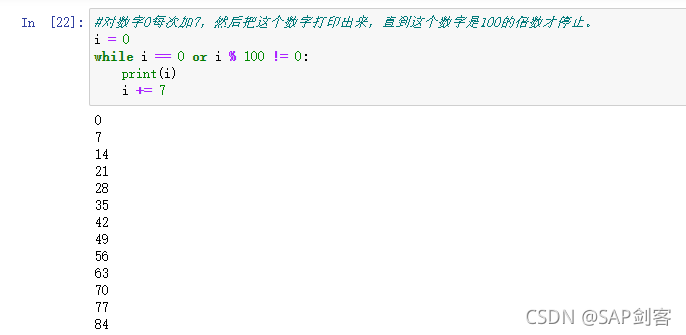 In [22]: #对数字0每次加7，然后把这个数字打印出来，直到这个数字是100的倍数才停止。
i = 0
while i == 0 or i % 100 != 0:
    print(i)
    i += 7
0
7
14
21
28
35
42
49
56
63
70
77
84
CSDN @SAP剑客